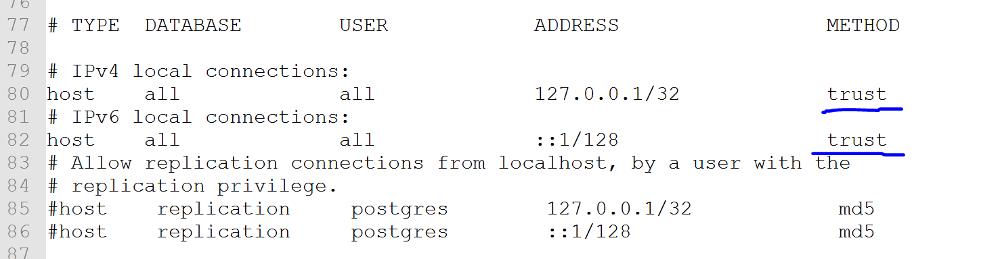 76
77 # TYPE  DATABASE        USER            ADDRESS                 METHOD
78
79 # IPv4 local connections:
80 host    all             all             127.0.0.1/32            trust
81 # IPv6 local connections:
82 host    all             all             ::1/128                 trust
83 # Allow replication connections from localhost, by a user with the
84 # replication privilege.
85 #host    replication     postgres        127.0.0.1/32            md5
86 #host    replication     postgres        ::1/128                 md5
87